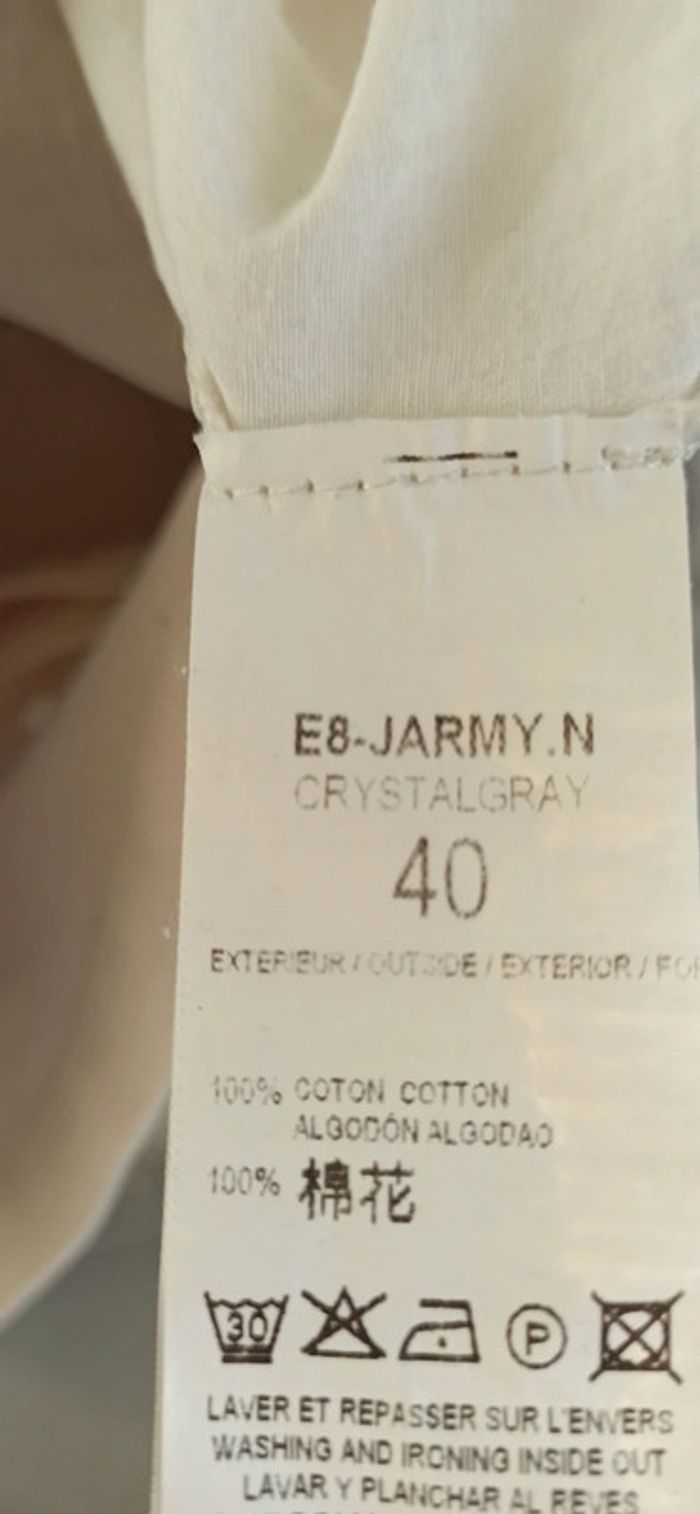 E8-JARMY.N
CRYSTALGRAY
40
EXTERIEUR / OUTSIDE / EXTERIOR /
100% COTON COTTON
ALGODÓN ALGODAO
100% 棉花
30
P
LAVER ET REPASSER SUR L'ENVERS
WASHING AND IRONING INSIDE OUT
LAVAR Y PLANCHAR AL REVES